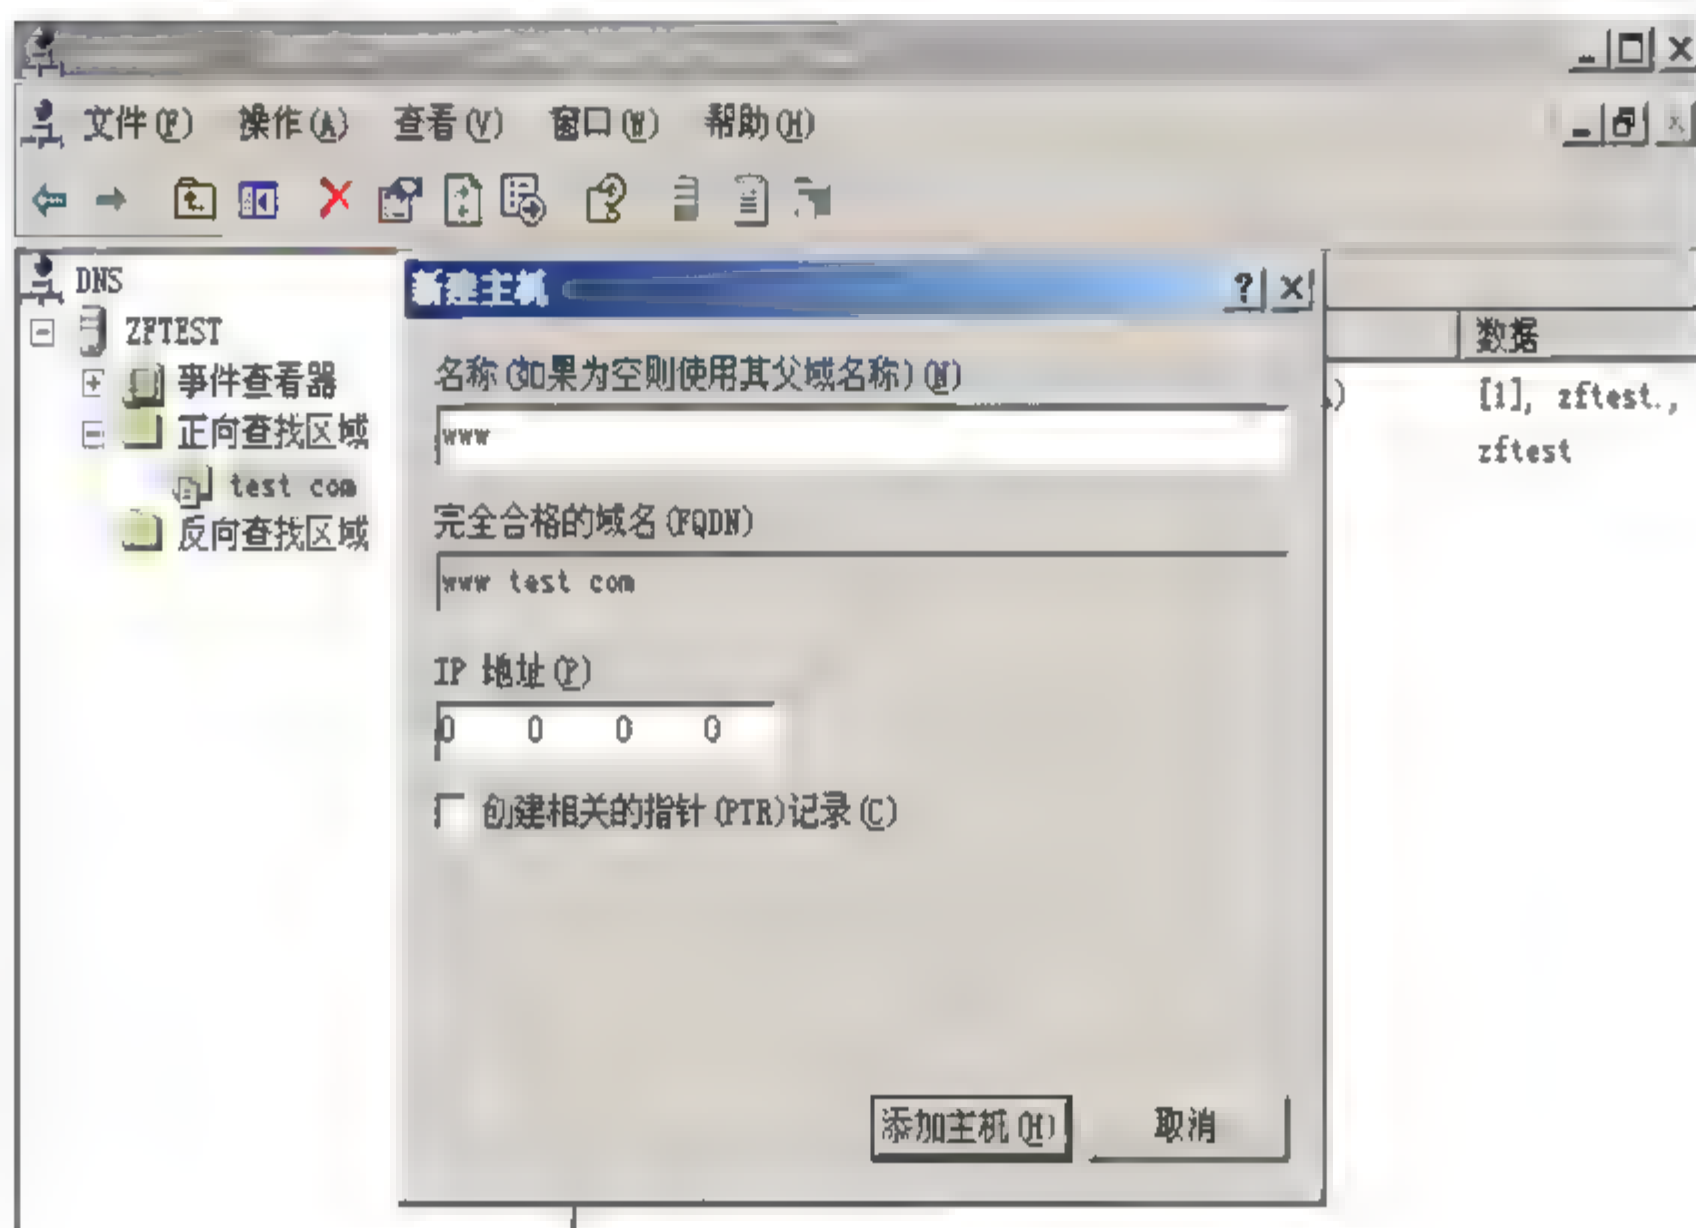 文件(F) 操作(A) 查看(V) 窗口(W) 帮助(H)
DNS
ZFTEST
事件查看器
正向查找区域
test com
反向查找区域
新建主机
名称(如果为空则使用其父域名称)(N)
www
完全合格的域名(FQDN)
www test com
IP 地址(P)
0 0 0 0
创建相关的指针(PTR)记录(C)
添加主机(H) 取消
数据
[1], zftest.,
zftest